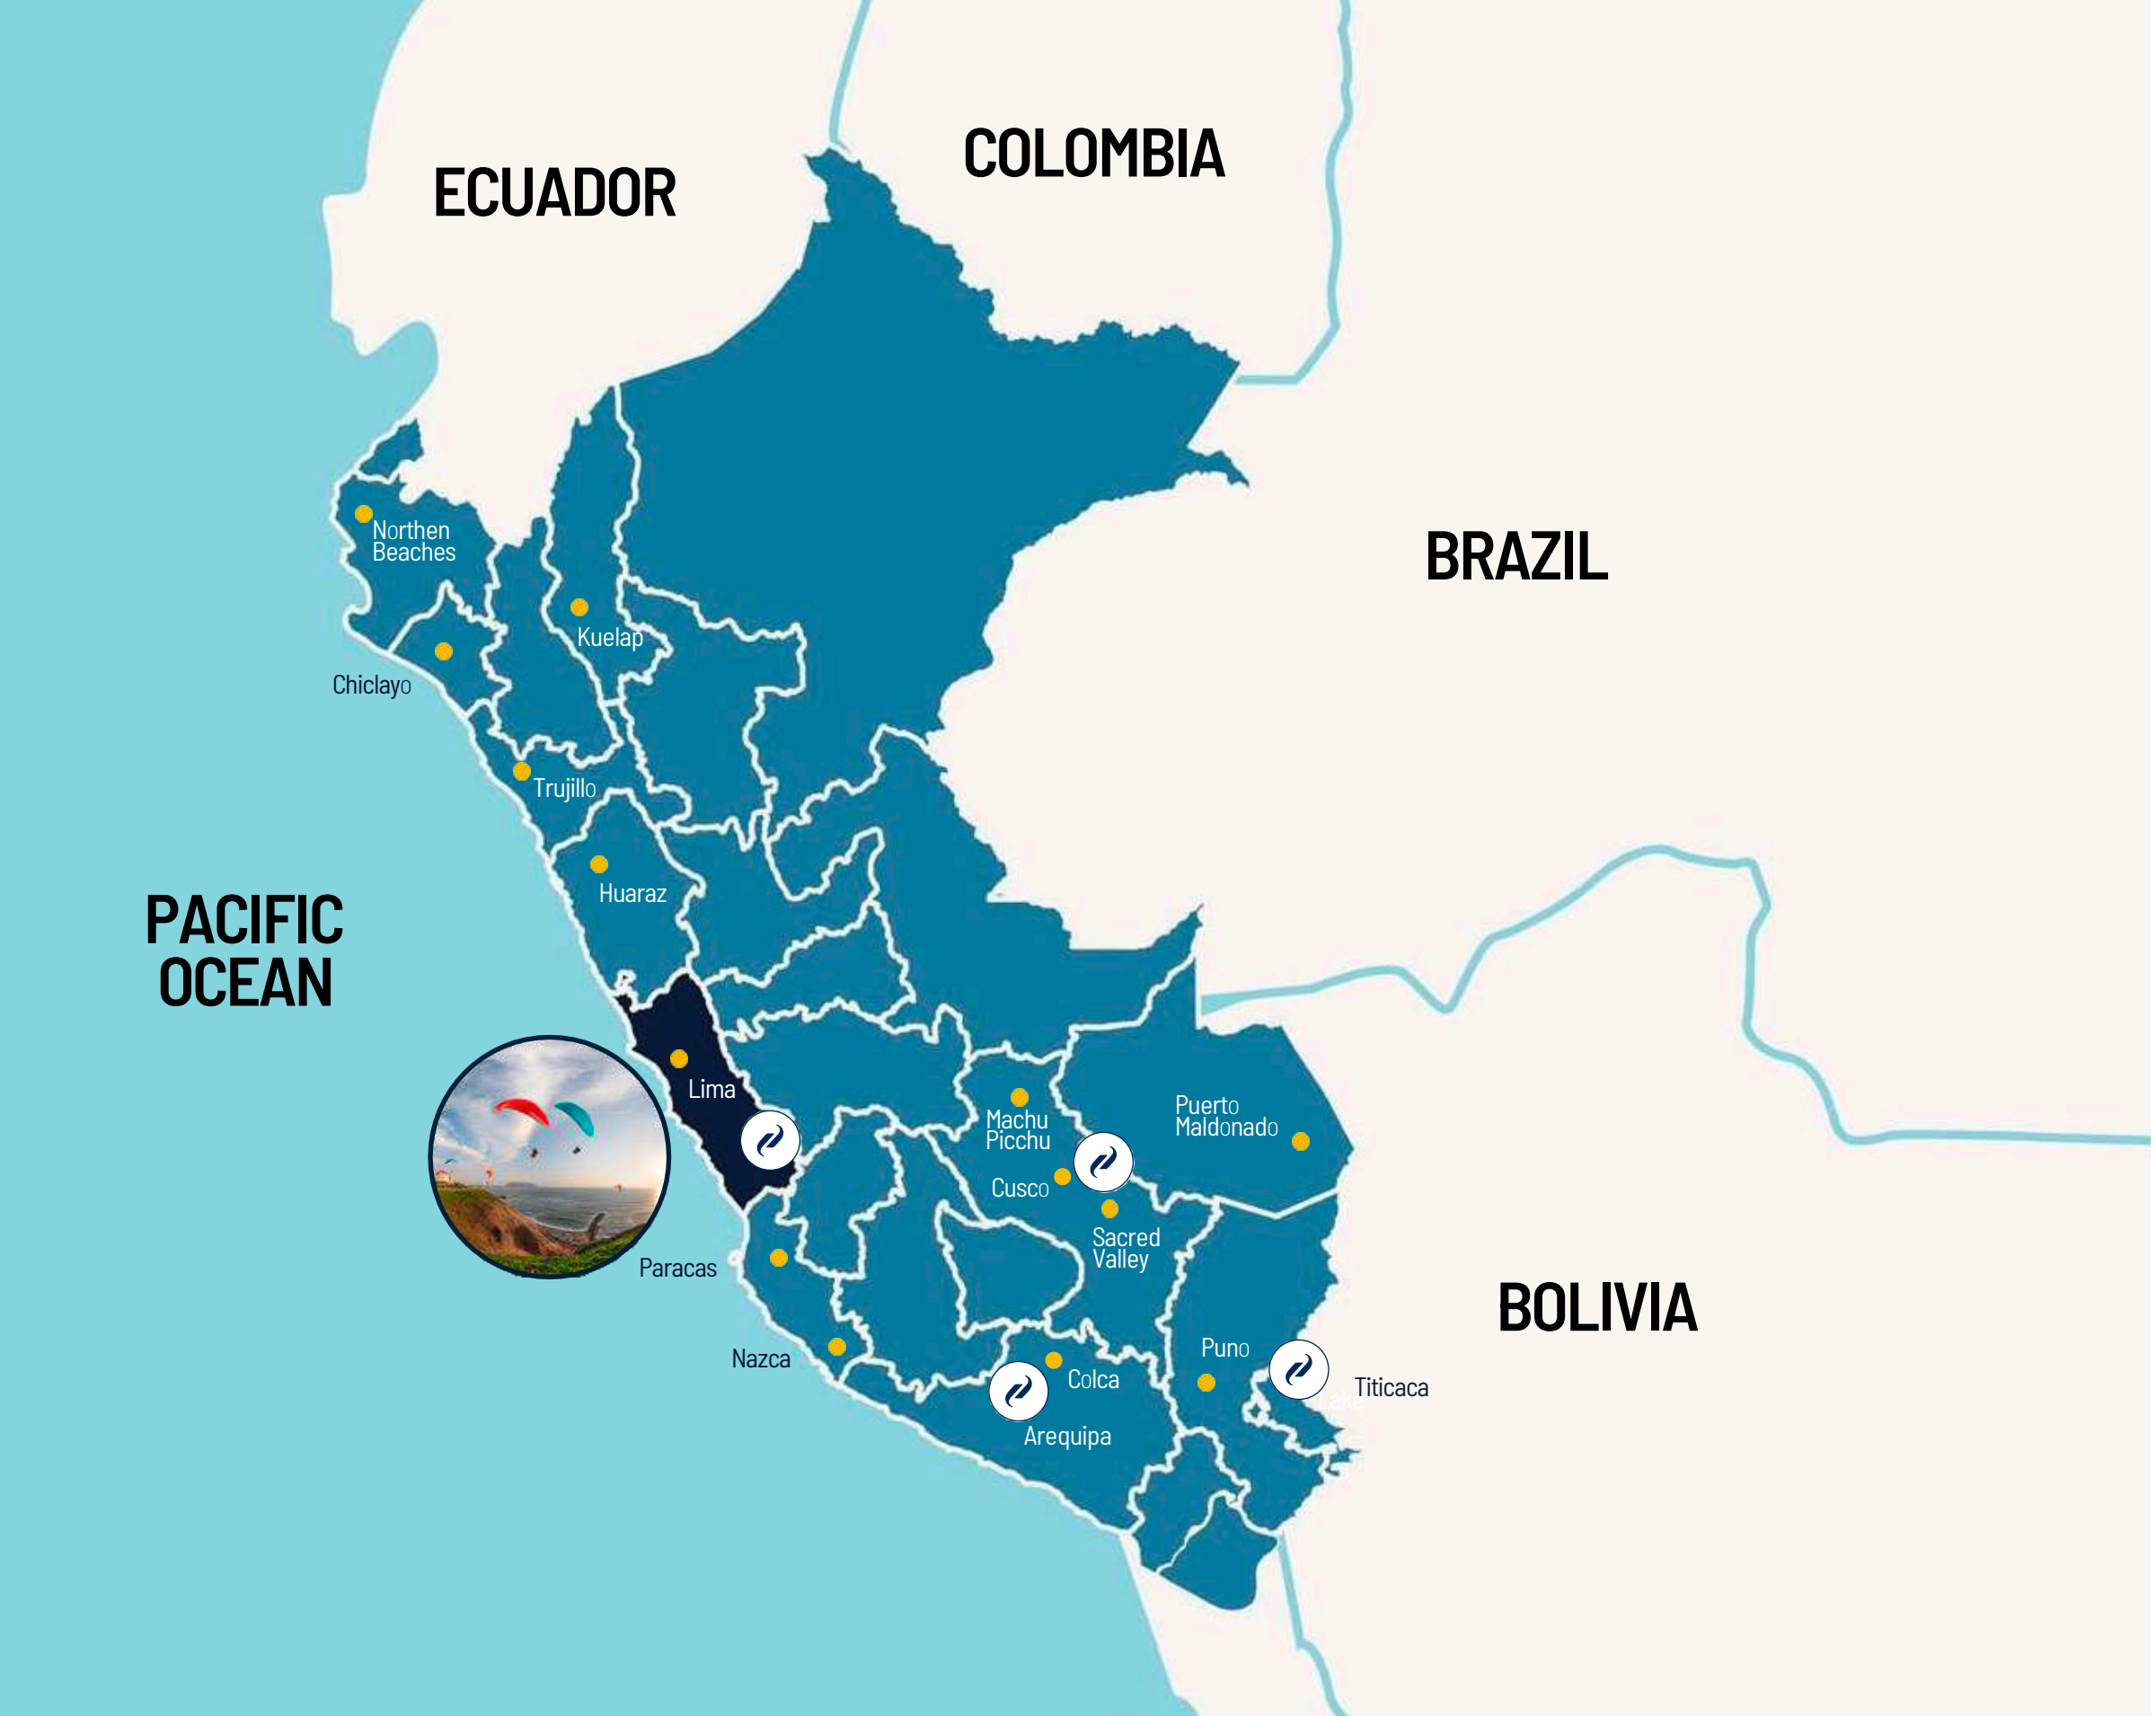 COLOMBIA
ECUADOR
BRAZIL
Northen
Beaches
Kuelap
Chiclayo
Trujillo
Huaraz
PACIFIC
OCEAN
Lima
Machu
Picchu
Puerto
Maldonado
Cusco
Sacred
Valley
Paracas
BOLIVIA
Nazca
Puno
Colca
Lake Titicaca
Arequipa